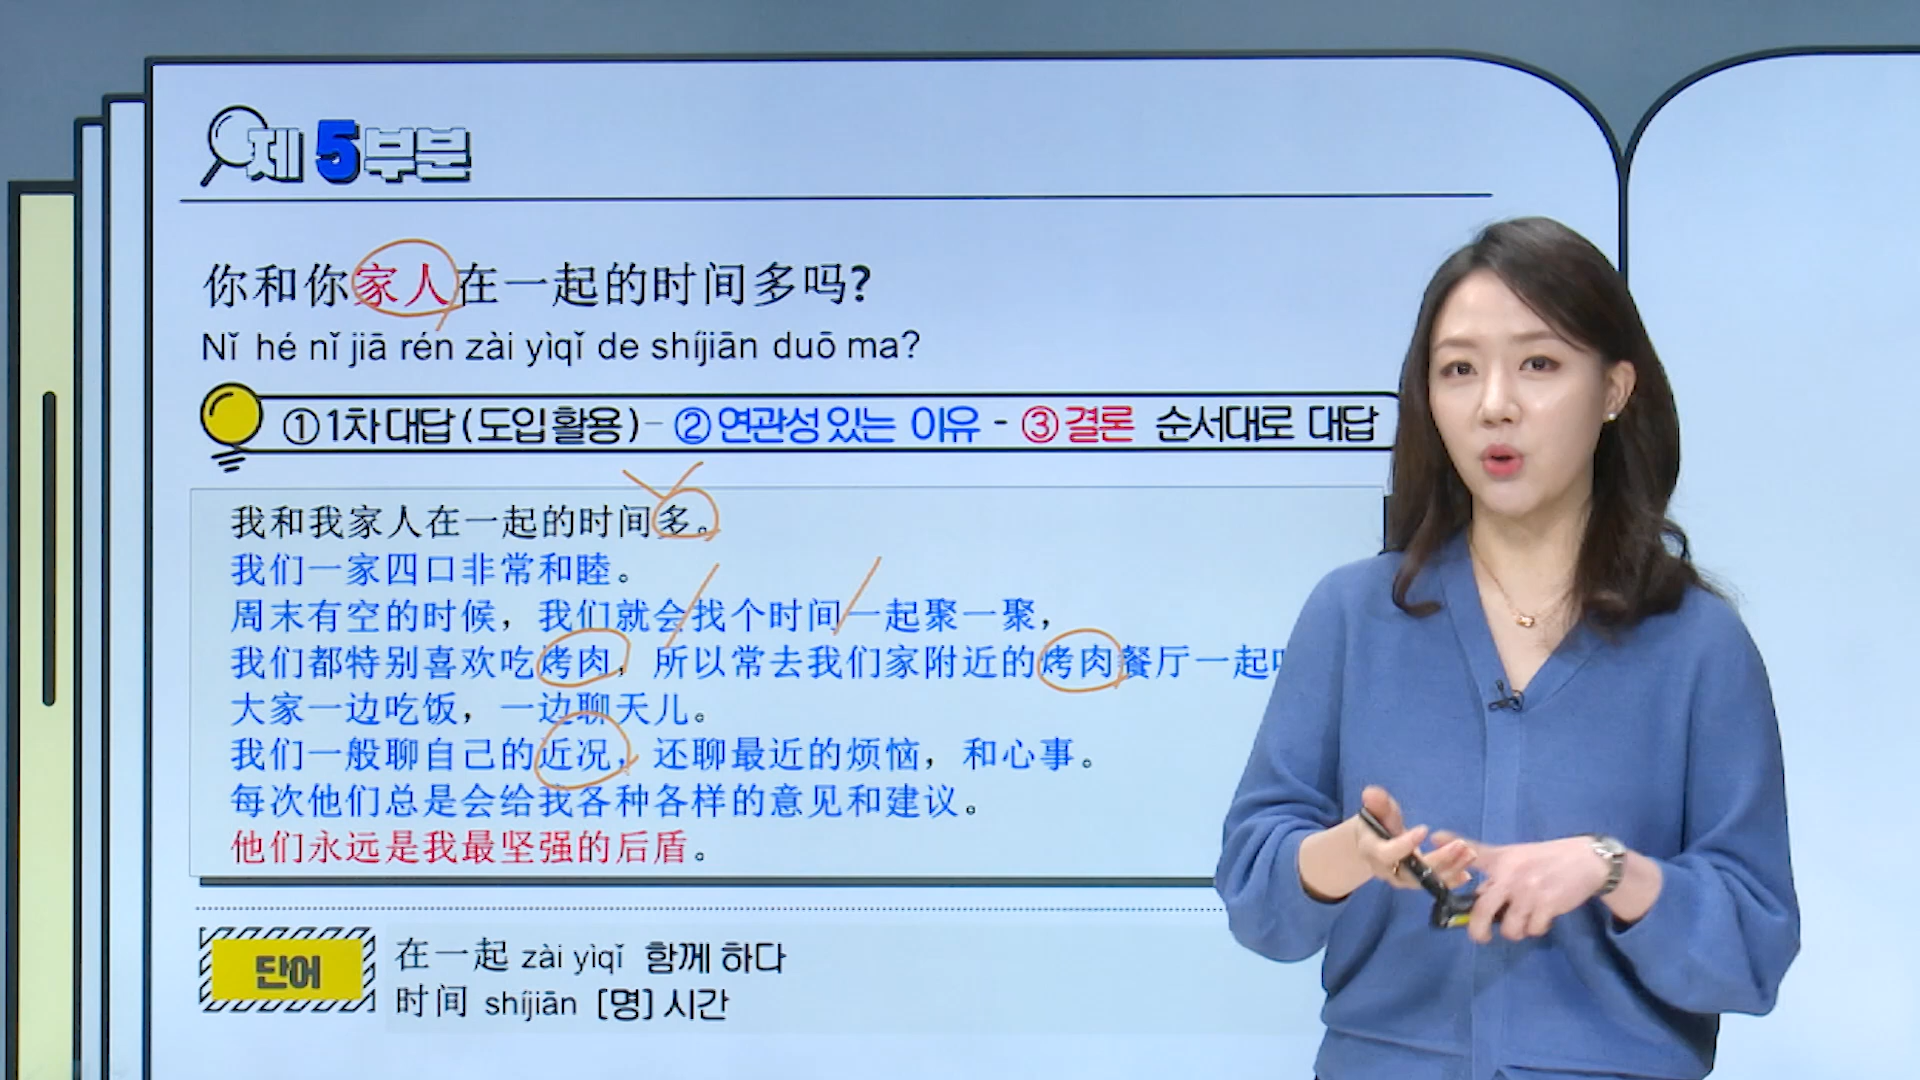 제 5 부분
你和你家人在一起的时间多吗?
Nǐ hé nǐ jiā rén zài yìqǐ de shíjiān duō ma?
① 1차 대답 (도입 활용) - ② 연관성 있는 이유 - ③ 결론 순서대로 대답
我和我家人在一起的时间多。
我们一家四口非常和睦。
周末有空的时候，我们就会找个时间一起聚一聚，
我们都特别喜欢吃烤肉，所以常去我们家附近的烤肉餐厅一起
大家一边吃饭，一边聊天儿。
我们一般聊自己的近况，还聊最近的烦恼，和心事。
每次他们总是会给我各种各样的意见和建议。
他们永远是我最坚强的后盾。
단어
在一起 zài yìqǐ 함께 하다
时间 shíjiān [명] 시간